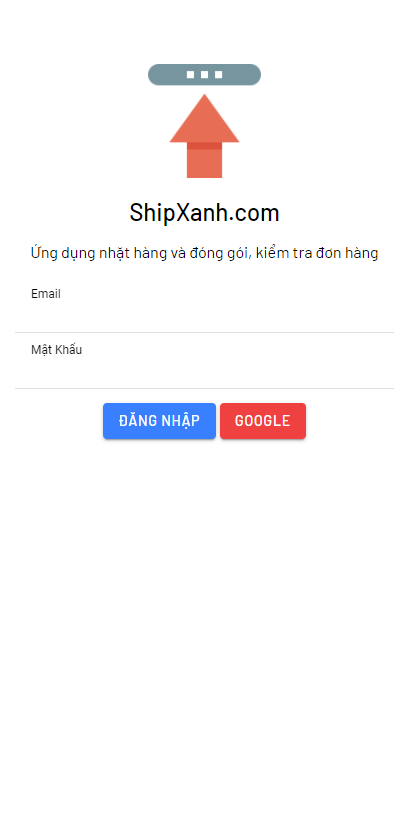 ShipXanh.com
Ứng dụng nhặt hàng và đóng gói, kiểm tra đơn hàng
Email
Mật Khẩu
ĐĂNG NHẬP GOOGLE